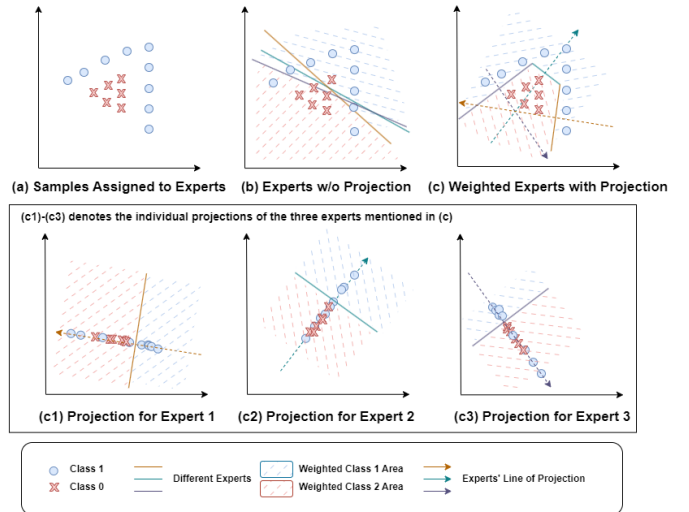 (a) Samples Assigned to Experts
(b) Experts w/o Projection
(c) Weighted Experts with Projection
(c1)-(c3) denotes the individual projections of the three experts mentioned in (c)
(c1) Projection for Expert 1
(c2) Projection for Expert 2
(c3) Projection for Expert 3
Class 1
Class 0
Different Experts
Weighted Class 1 Area
Weighted Class 2 Area
Experts' Line of Projection